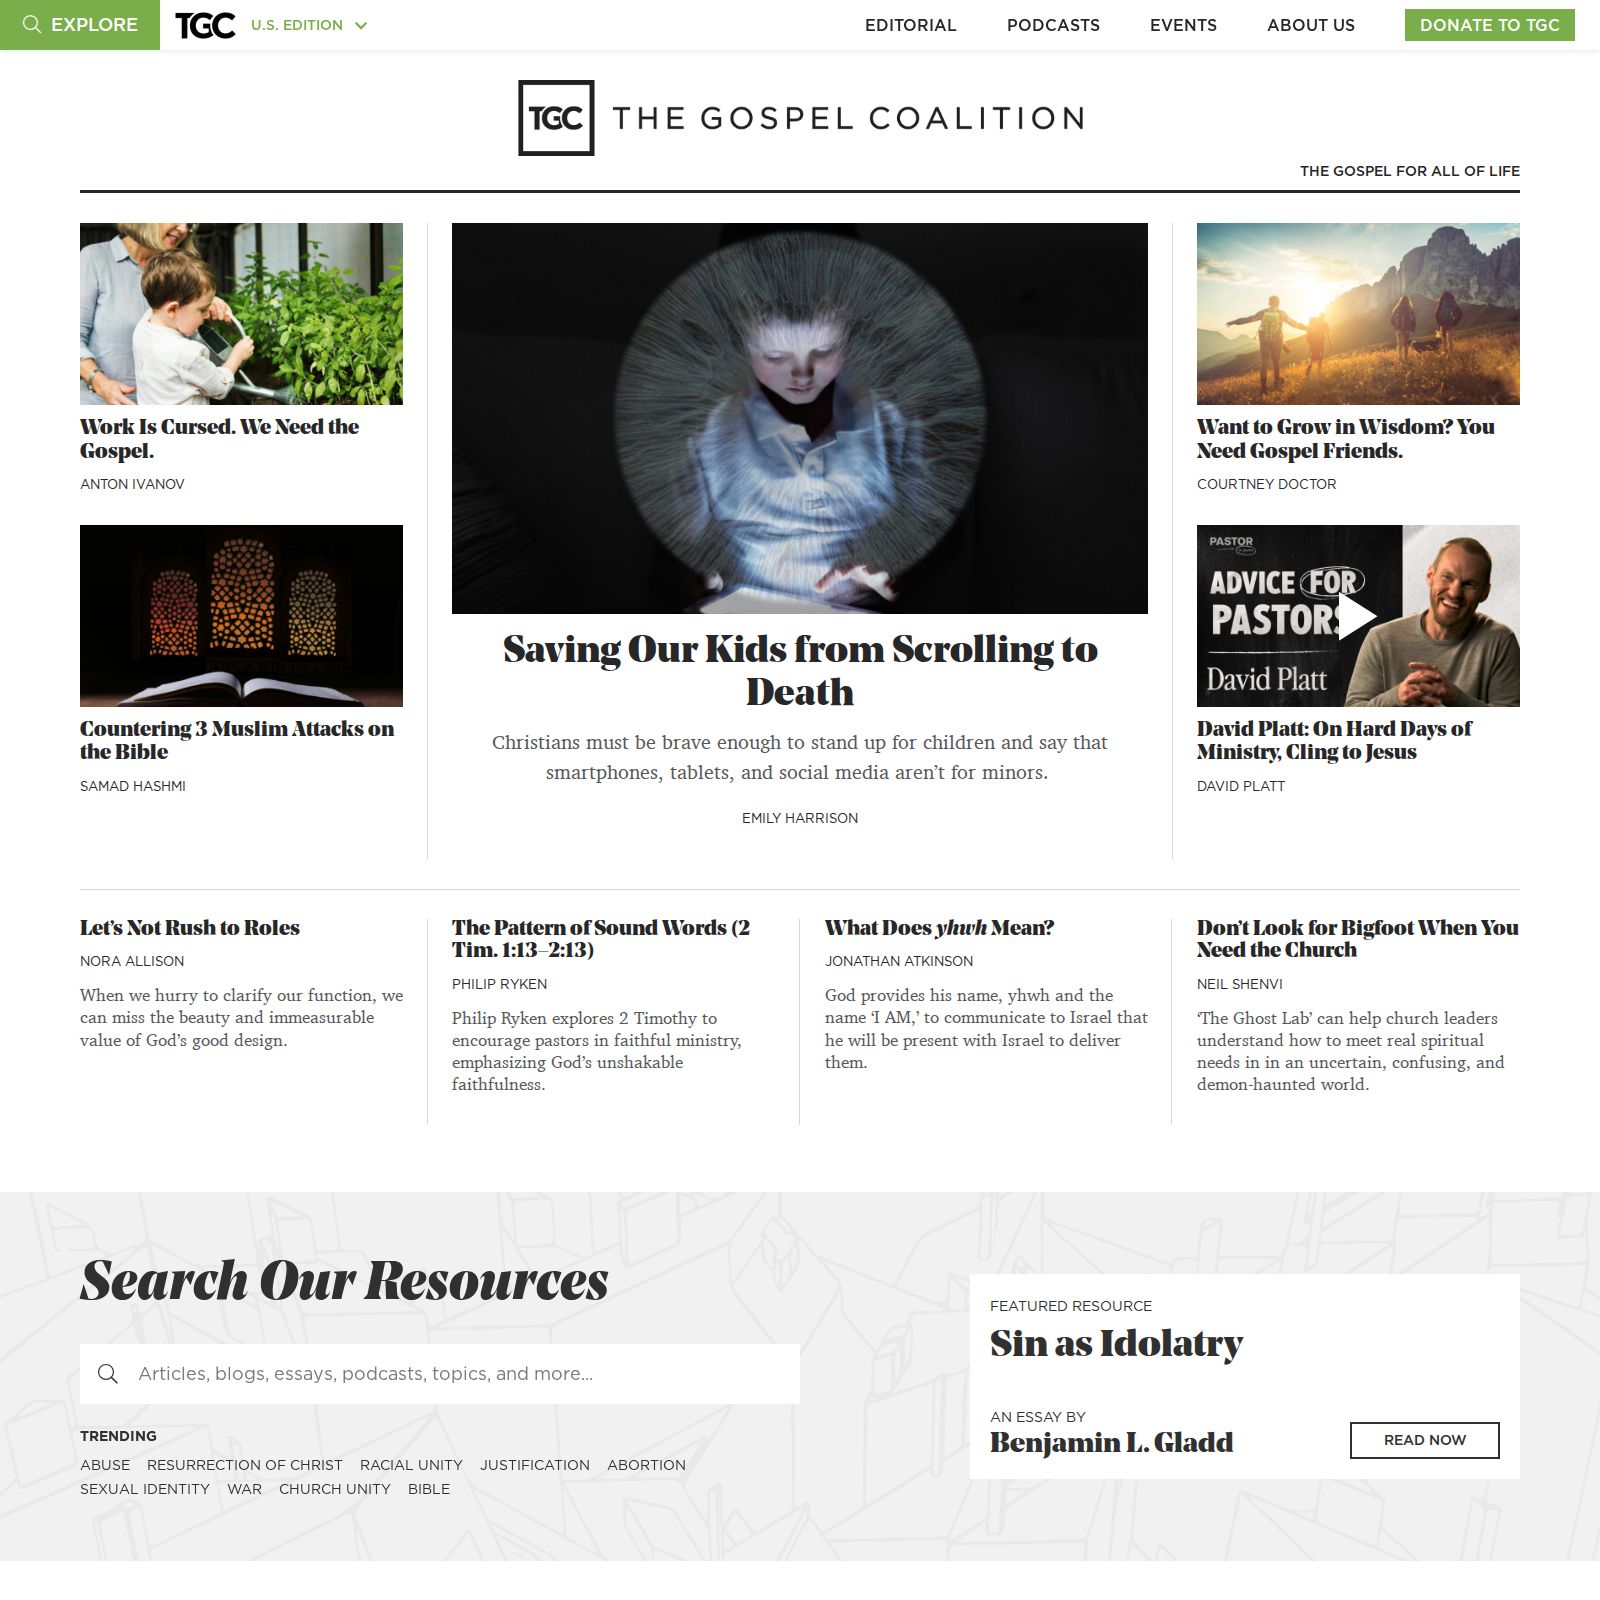 EXPLORE
TGC
U.S. EDITION
EDITORIAL
PODCASTS
EVENTS
ABOUT US
DONATE TO TGC
TGC THE GOSPEL COALITION
THE GOSPEL FOR ALL OF LIFE
Work Is Cursed. We Need the
Gospel.
ANTON IVANOV
Countering 3 Muslim Attacks on
the Bible
SAMAD HASHMI
Saving Our Kids from Scrolling to
Death
Christians must be brave enough to stand up for children and say that
smartphones, tablets, and social media aren’t for minors.
EMILY HARRISON
Want to Grow in Wisdom? You
Need Gospel Friends.
COURTNEY DOCTOR
PASTOR
ADVICE FOR
PASTORS
David Platt
David Platt: On Hard Days of
Ministry, Cling to Jesus
DAVID PLATT
Let’s Not Rush to Roles
NORA ALLISON
When we hurry to clarify our function, we
can miss the beauty and immeasurable
value of God’s good design.
The Pattern of Sound Words (2
Tim. 1:13–2:13)
PHILIP RYKEN
Philip Ryken explores 2 Timothy to
encourage pastors in faithful ministry,
emphasizing God’s unshakable
faithfulness.
What Does yhwh Mean?
JONATHAN ATKINSON
God provides his name, yhwh and the
name ‘I AM,’ to communicate to Israel that
he will be present with Israel to deliver
them.
Don’t Look for Bigfoot When You
Need the Church
NEIL SHENVI
‘The Ghost Lab’ can help church leaders
understand how to meet real spiritual
needs in in an uncertain, confusing, and
demon-haunted world.
Search Our Resources
Articles, blogs, essays, podcasts, topics, and more...
TRENDING
ABUSE RESURRECTION OF CHRIST RACIAL UNITY JUSTIFICATION ABORTION
SEXUAL IDENTITY WAR CHURCH UNITY BIBLE
FEATURED RESOURCE
Sin as Idolatry
AN ESSAY BY
Benjamin L. Gladd
READ NOW